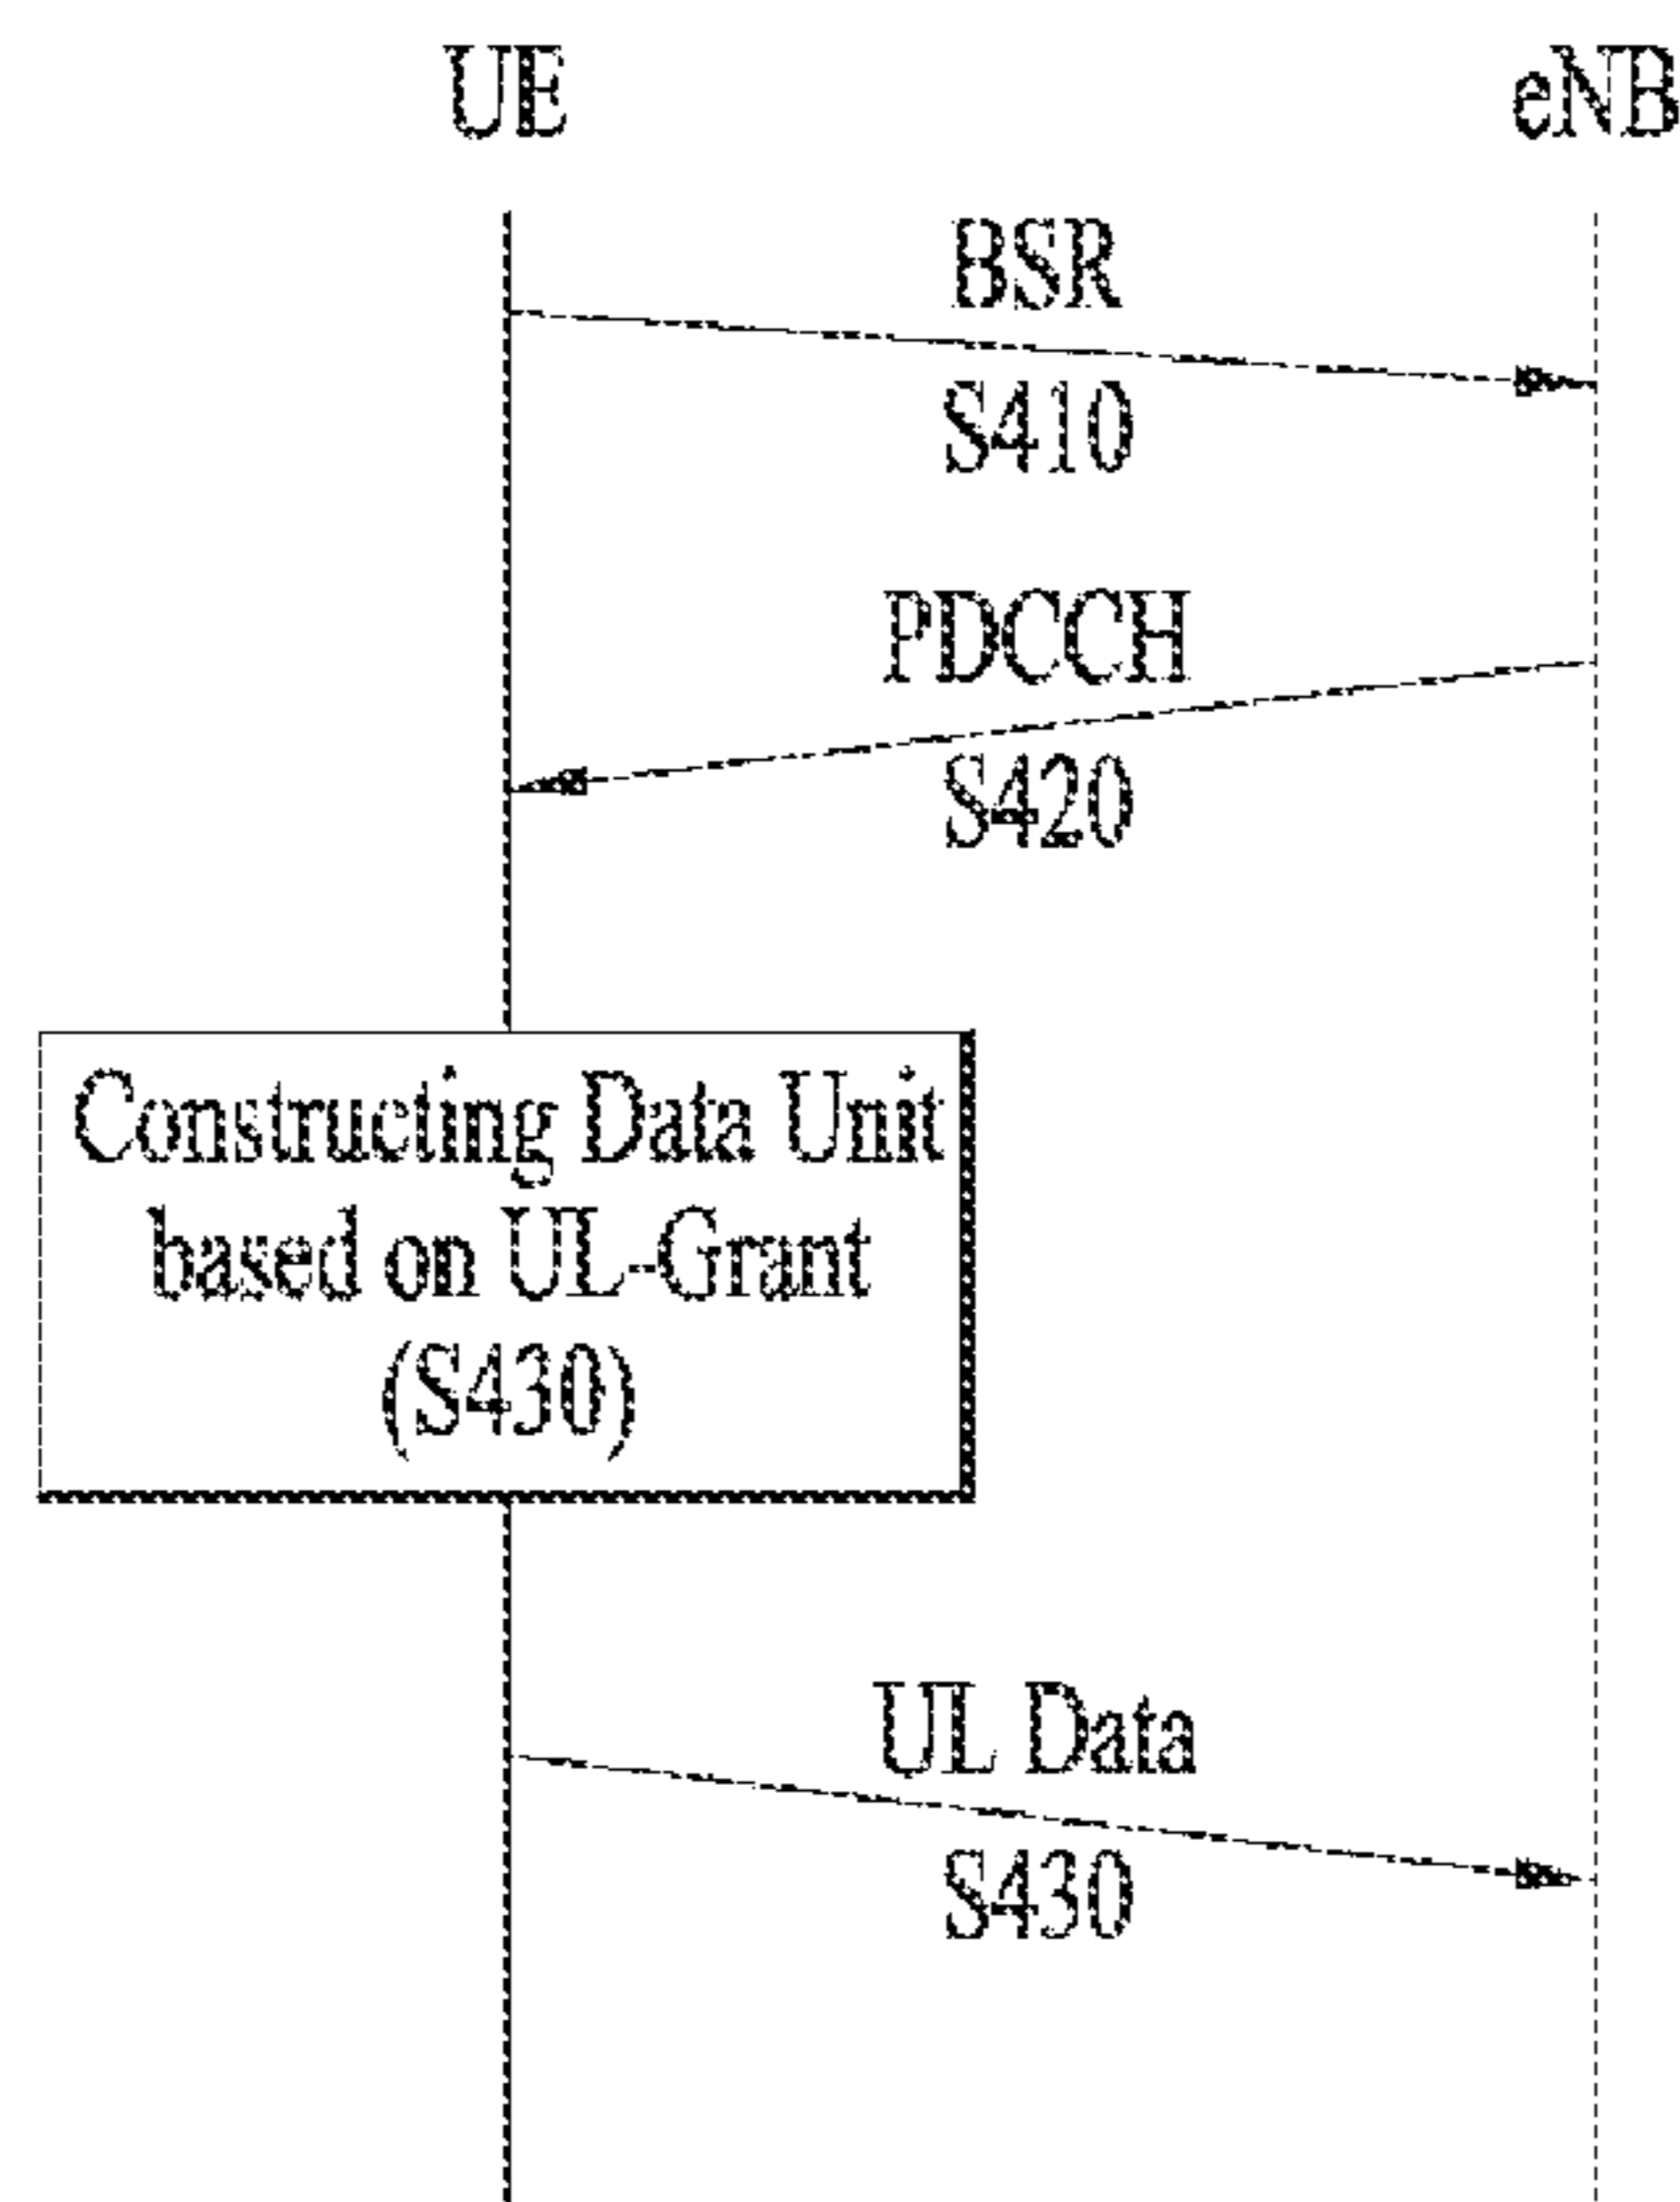 UE
eNB
BSR
S410
PDCCH
S420
Constructing Data Unit
based on UL-Grant
(S430)
UL Data
S430